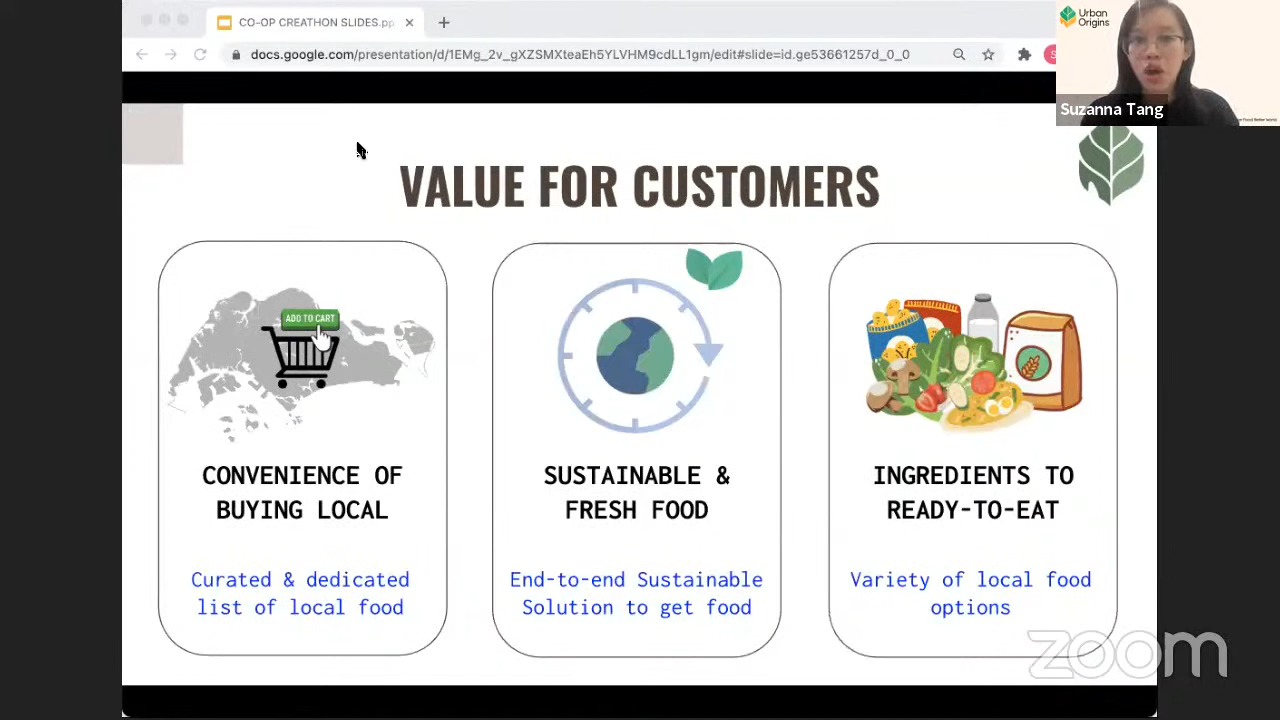 CO-OP CREATHON SLIDES.pp
docs.google.com/presentation/d/1EMg_2v_gXZSMXteaEh5YLVHM9cdLL1gm/edit#slide=id.ge53661257d_0_0
Urban
Origins
Suzanna Tang
VALUE FOR CUSTOMERS
ADD TO CART
CONVENIENCE OF
BUYING LOCAL
Curated & dedicated
list of local food
SUSTAINABLE &
FRESH FOOD
End-to-end Sustainable
Solution to get food
INGREDIENTS TO
READY-TO-EAT
Variety of local food
options
zoom